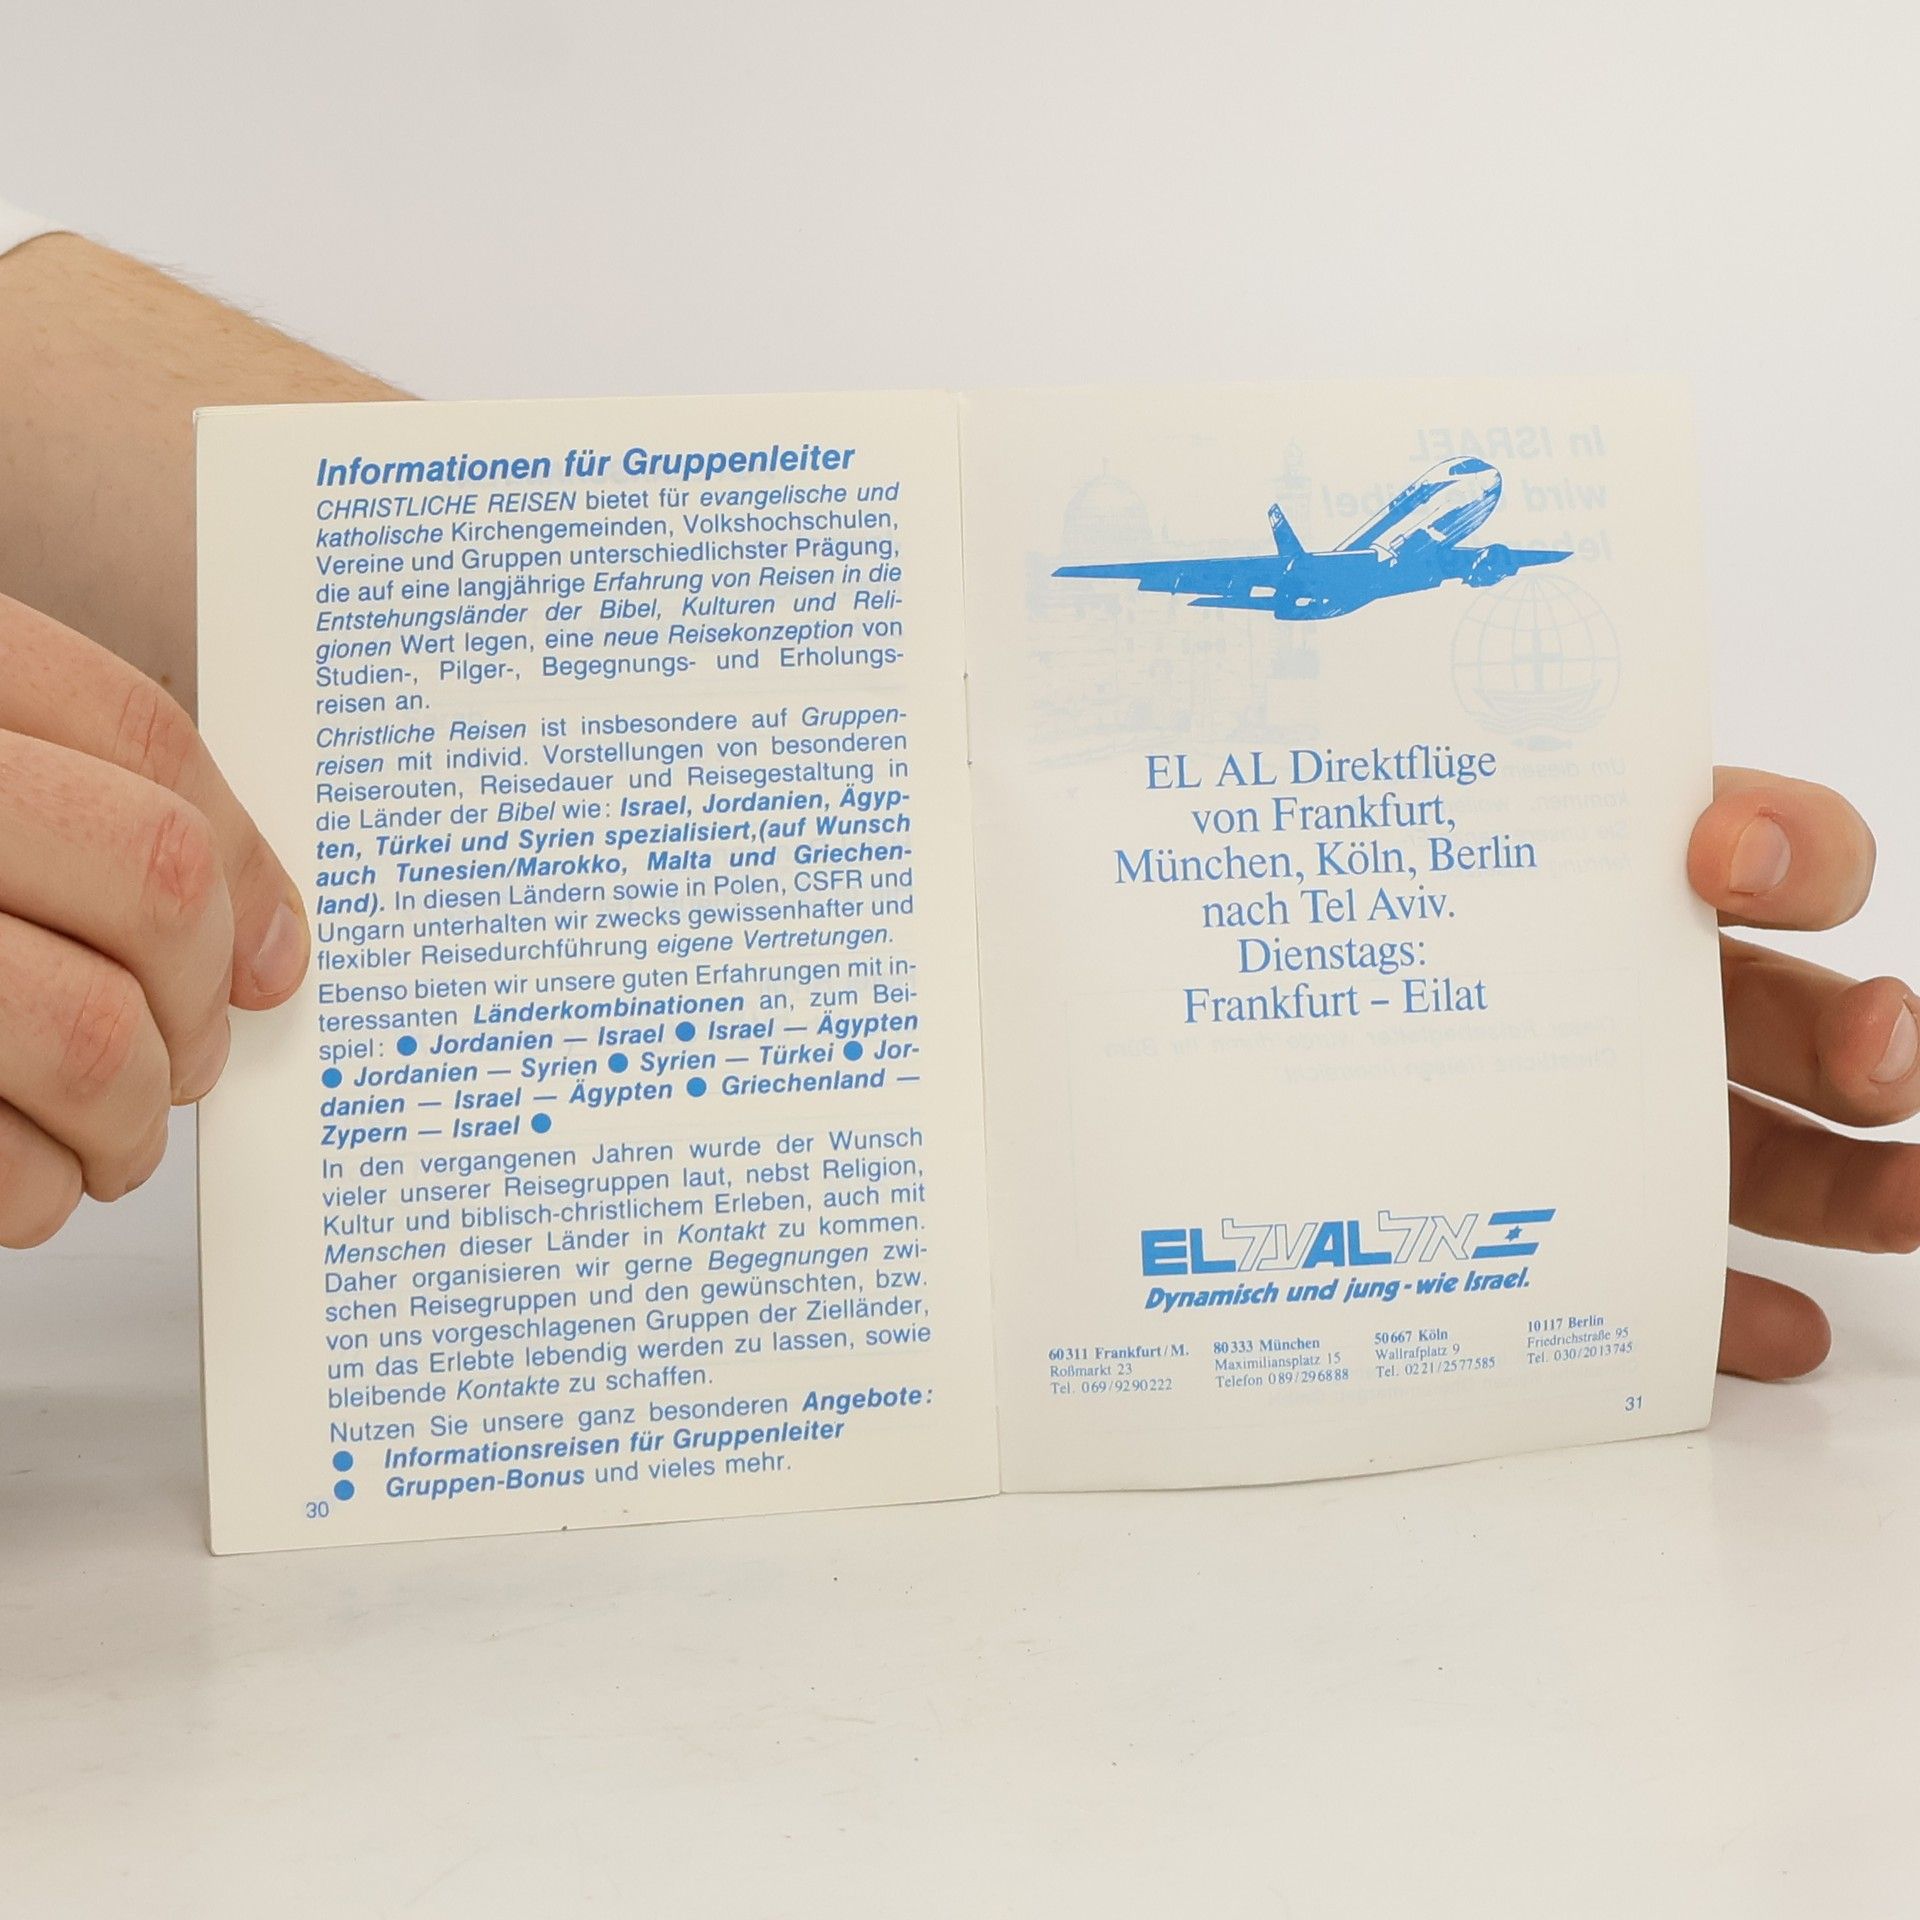 Informationen für Gruppenleiter
CHRISTLICHE REISEN bietet für evangelische und
katholische Kirchengemeinden, Volkshochschulen,
Vereine und Gruppen unterschiedlichster Prägung,
die auf eine langjährige Erfahrung von Reisen in die
Entstehungsländer der Bibel, Kulturen und Reli-
gionen Wert legen, eine neue Reisekonzeption von
Studien-, Pilger-, Begegnungs- und Erholungs-
reisen an.
Christliche Reisen ist insbesondere auf Gruppen-
reisen mit individ. Vorstellungen von besonderen
Reiserouten, Reisedauer und Reisegestaltung in
die Länder der Bibel wie: Israel, Jordanien, Ägyp-
ten, Türkei und Syrien spezialisiert,(auf Wunsch
auch Tunesien/Marokko, Malta und Griechen-
land). In diesen Ländern sowie in Polen, CSFR und
Ungarn unterhalten wir zwecks gewissenhafter und
flexibler Reisedurchführung eigene Vertretungen.
Ebenso bieten wir unsere guten Erfahrungen mit in-
teressanten Länderkombinationen an, zum Bei-
spiel: ● Jordanien — Israel ● Israel — Ägypten
● Jordanien — Syrien ● Syrien — Türkei ● Jor-
danien — Israel — Ägypten ● Griechenland —
Zypern — Israel ●
In den vergangenen Jahren wurde der Wunsch
vieler unserer Reisegruppen laut, nebst Religion,
Kultur und biblisch-christlichem Erleben, auch mit
Menschen dieser Länder in Kontakt zu kommen.
Daher organisieren wir gerne Begegnungen zwi-
schen Reisegruppen und den gewünschten, bzw.
von uns vorgeschlagenen Gruppen der Zielländer,
um das Erlebte lebendig werden zu lassen, sowie
bleibende Kontakte zu schaffen.
Nutzen Sie unsere ganz besonderen Angebote:
● Informationsreisen für Gruppenleiter
● Gruppen-Bonus und vieles mehr.
30
EL AL Direktflüge
von Frankfurt,
München, Köln, Berlin
nach Tel Aviv.
Dienstags:
Frankfurt – Eilat
EL על AL אל
Dynamisch und jung - wie Israel.
60311 Frankfurt/M.
Roßmarkt 23
Tel. 069/9290222
80333 München
Maximiliansplatz 15
Telefon 089/296888
50667 Köln
Wallrafplatz 9
Tel. 0221/2577585
10117 Berlin
Friedrichstraße 95
Tel. 030/2013745
31